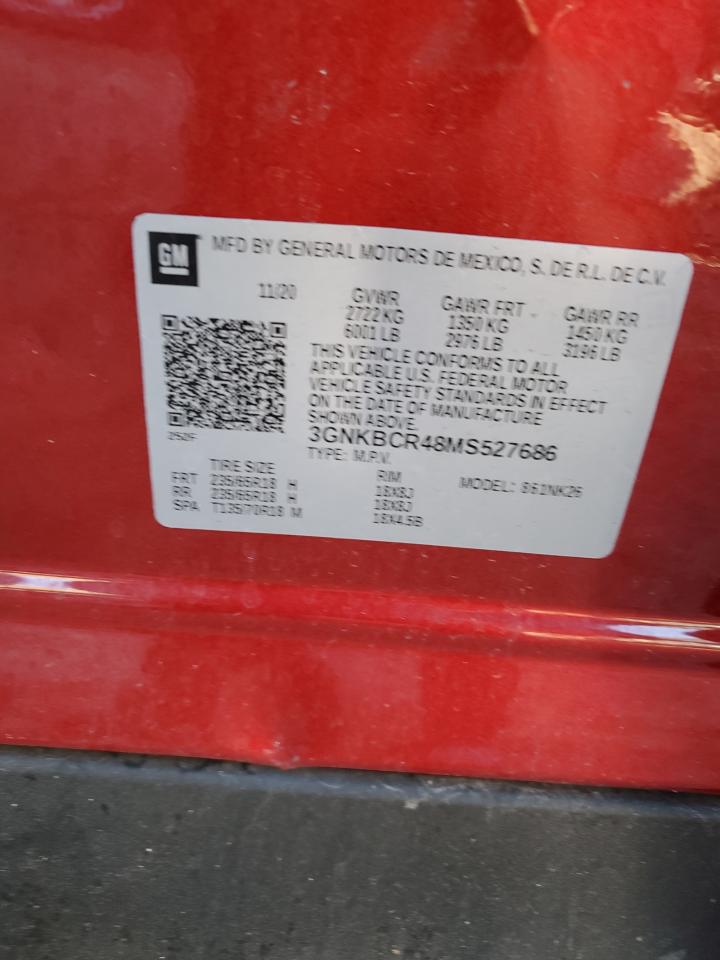 GM MFD BY GENERAL MOTORS DE MEXICO, S. DE R.L. DE C.V.
11/20 GVWR GAWR FRT GAWR RR
2722 KG 1350 KG 1450 KG
6001 LB 2976 LB 3196 LB
THIS VEHICLE CONFORMS TO ALL
APPLICABLE U.S. FEDERAL MOTOR
VEHICLE SAFETY STANDARDS IN EFFECT
ON THE DATE OF MANUFACTURE
SHOWN ABOVE.
3GNKBCR48MS527686
TYPE: M.P.V. MODEL: 
TIRE SIZE RIM
FRT 235/65R18 H 18X8J
RR 235/65R18 H 18X8J
SPA T135/70R18 M 18X4.5B